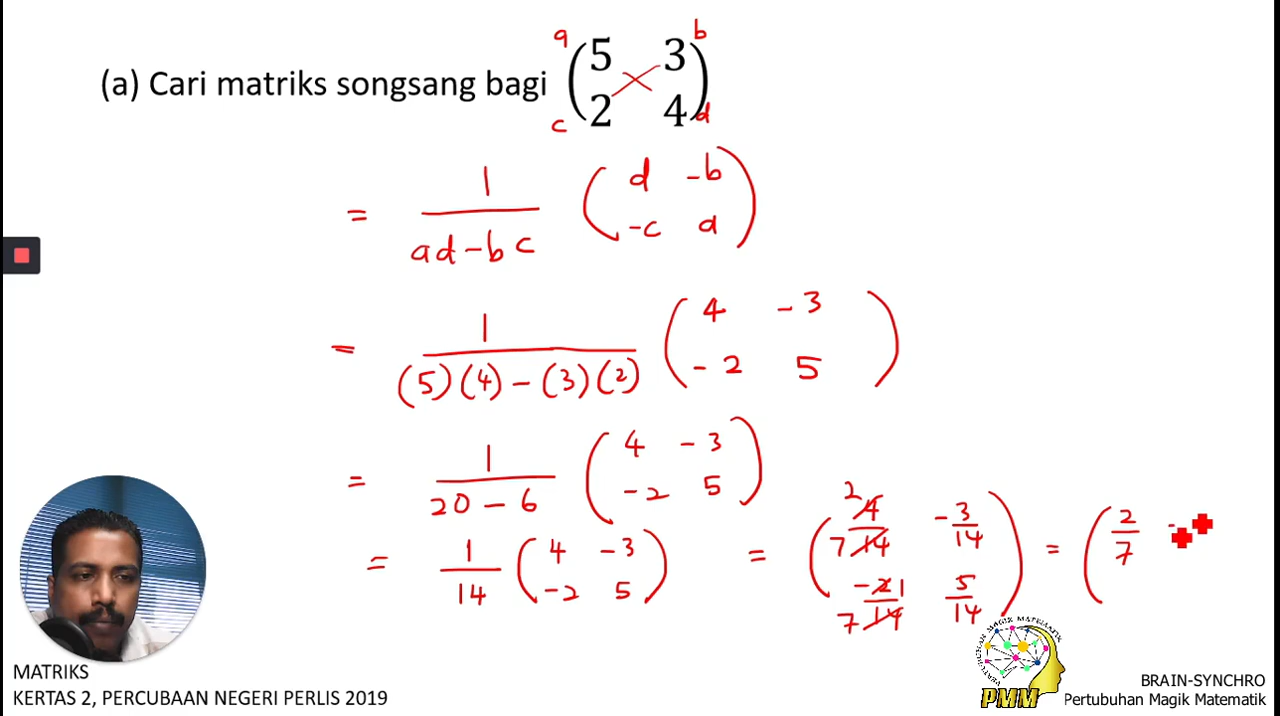 (a) Cari matriks songsang bagi (5 3
2 4)
a b
c d
= 1/(ad-bc) (d -b
-c a)
= 1/((5)(4)-(3)(2)) (4 -3
-2 5)
= 1/(20-6) (4 -3
-2 5)
= 1/14 (4 -3
-2 5)
= (4/14 2 7 -3/14
-2/14 1 7 5/14) = (2/7 -
MATRIKS
KERTAS 2, PERCUBAAN NEGERI PERLIS 2019
PMM
BRAIN-SYNCHRO
Pertubuhan Magik Matematik